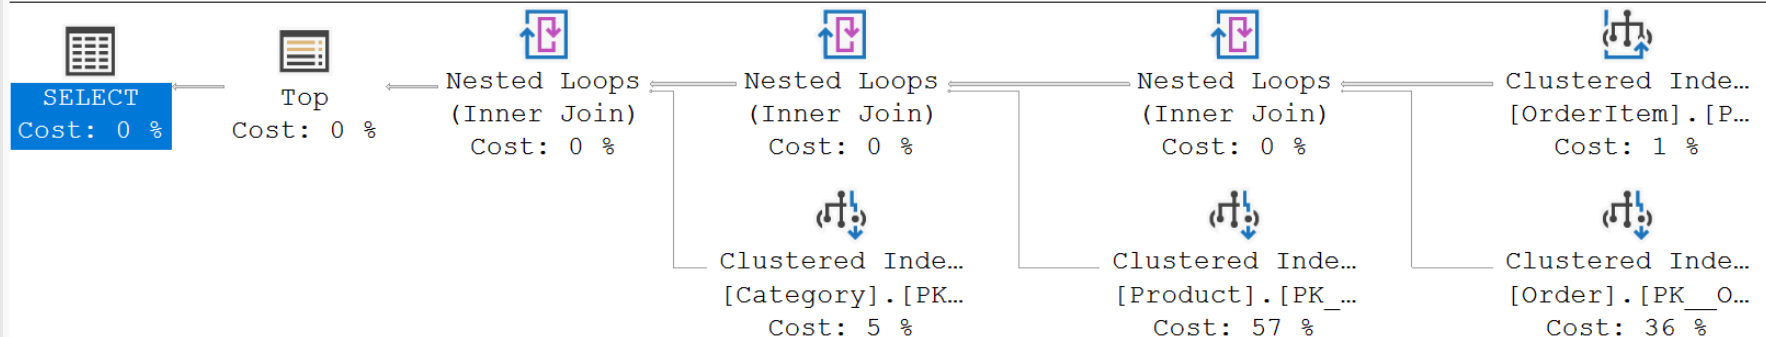 SELECT
Cost: 0 %
Top
Cost: 0 %
Nested Loops
(Inner Join)
Cost: 0 %
Nested Loops
(Inner Join)
Cost: 0 %
Nested Loops
(Inner Join)
Cost: 0 %
Clustered Inde…
[OrderItem].[P…
Cost: 1 %
Clustered Inde…
[Category].[PK…
Cost: 5 %
Clustered Inde…
[Product].[PK_…
Cost: 57 %
Clustered Inde…
[Order].[PK__O…
Cost: 36 %